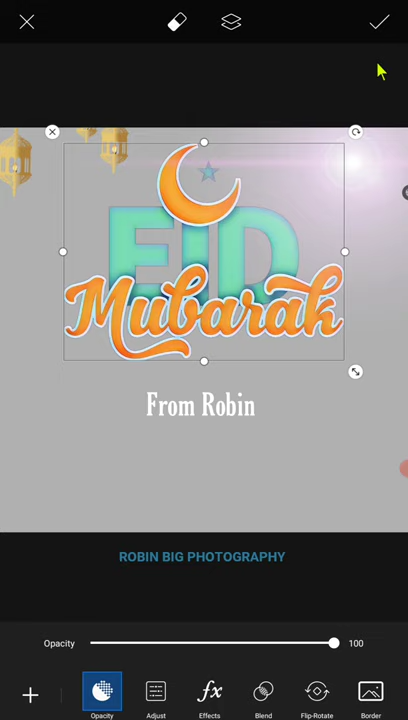 EID
Mubarak
From Robin
ROBIN BIG PHOTOGRAPHY
Opacity 100
Opacity Adjust Effects Blend Flip-Rotate Border